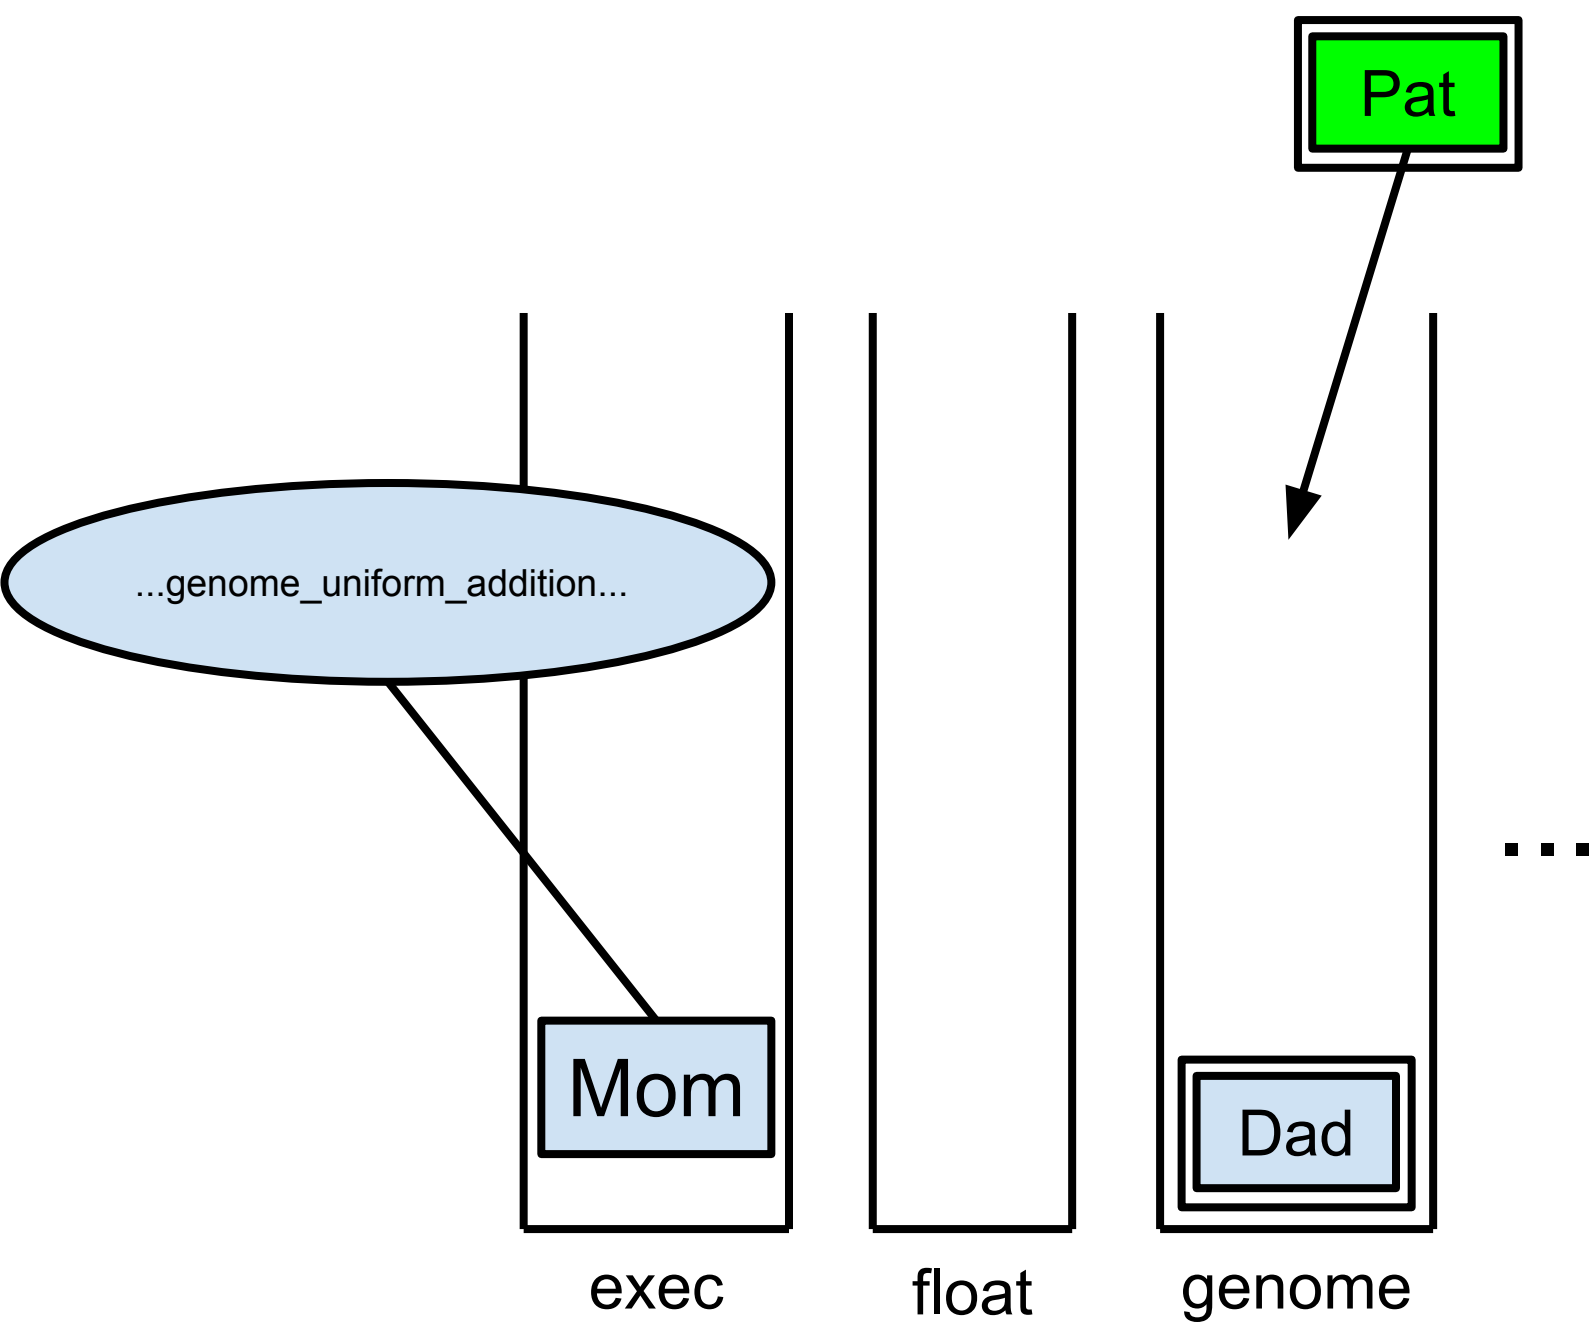 Pat
...genome_uniform_addition...
Mom
Dad
exec
float
genome
...